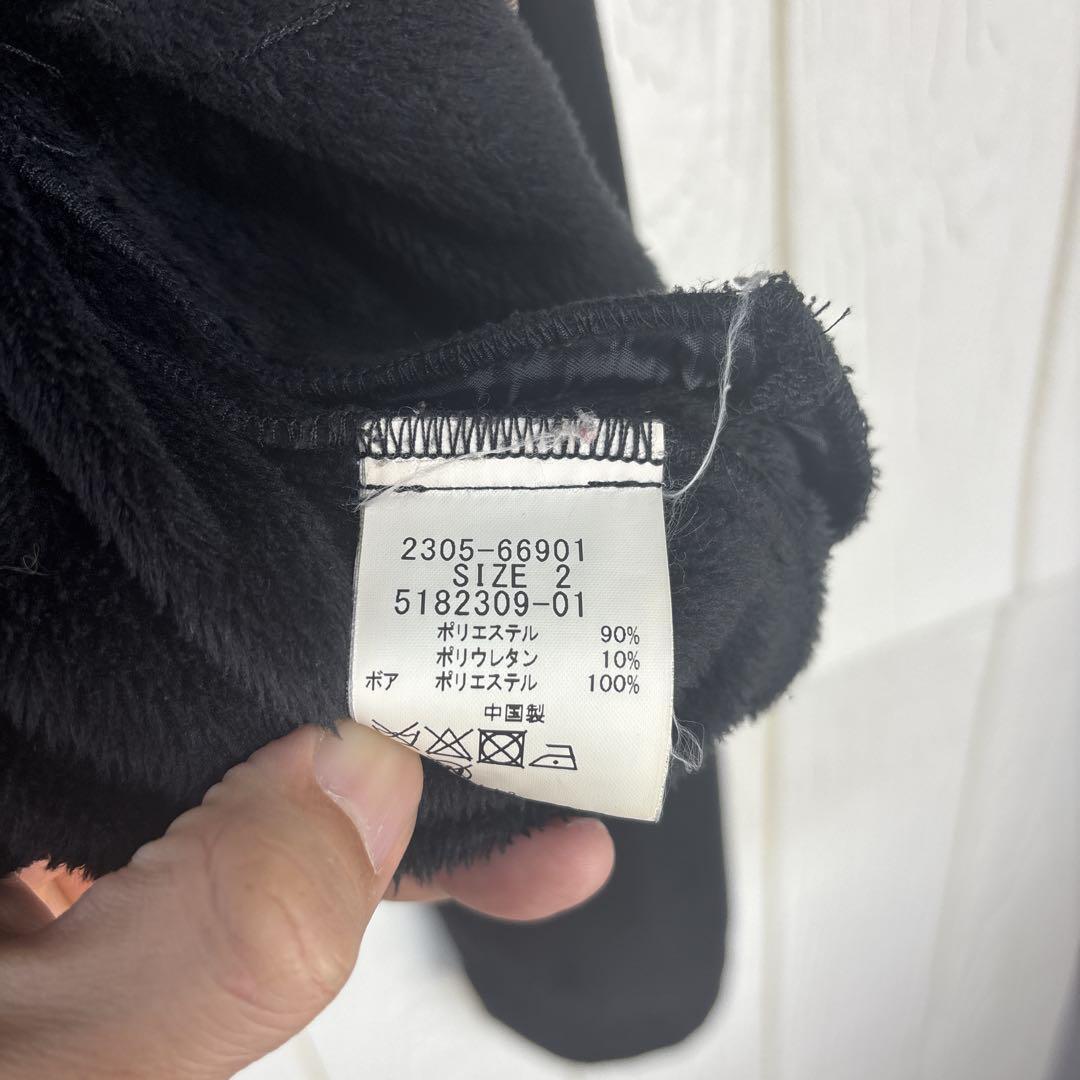 2305-66901
SIZE 2
5182309-01
ポリエステル 90%
ポリウレタン 10%
ボア ポリエステル 100%
中国製